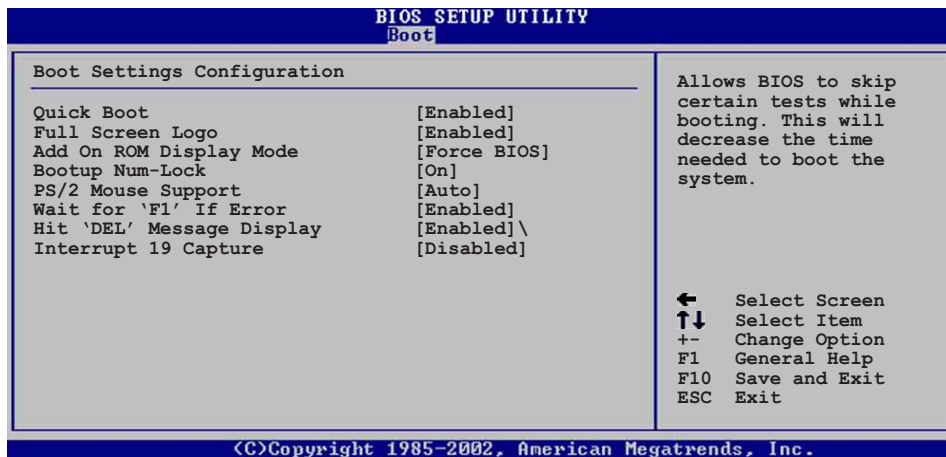 BIOS SETUP UTILITY
Boot
Boot Settings Configuration
Quick Boot [Enabled]
Full Screen Logo [Enabled]
Add On ROM Display Mode [Force BIOS]
Bootup Num-Lock [On]
PS/2 Mouse Support [Auto]
Wait for ‘F1’ If Error [Enabled]
Hit ‘DEL’ Message Display [Enabled]\
Interrupt 19 Capture [Disabled]
Allows BIOS to skip
certain tests while
booting. This will
decrease the time
needed to boot the
system.
← Select Screen
↑↓ Select Item
+- Change Option
F1 General Help
F10 Save and Exit
ESC Exit
(C)Copyright 1985-2002, American Megatrends, Inc.